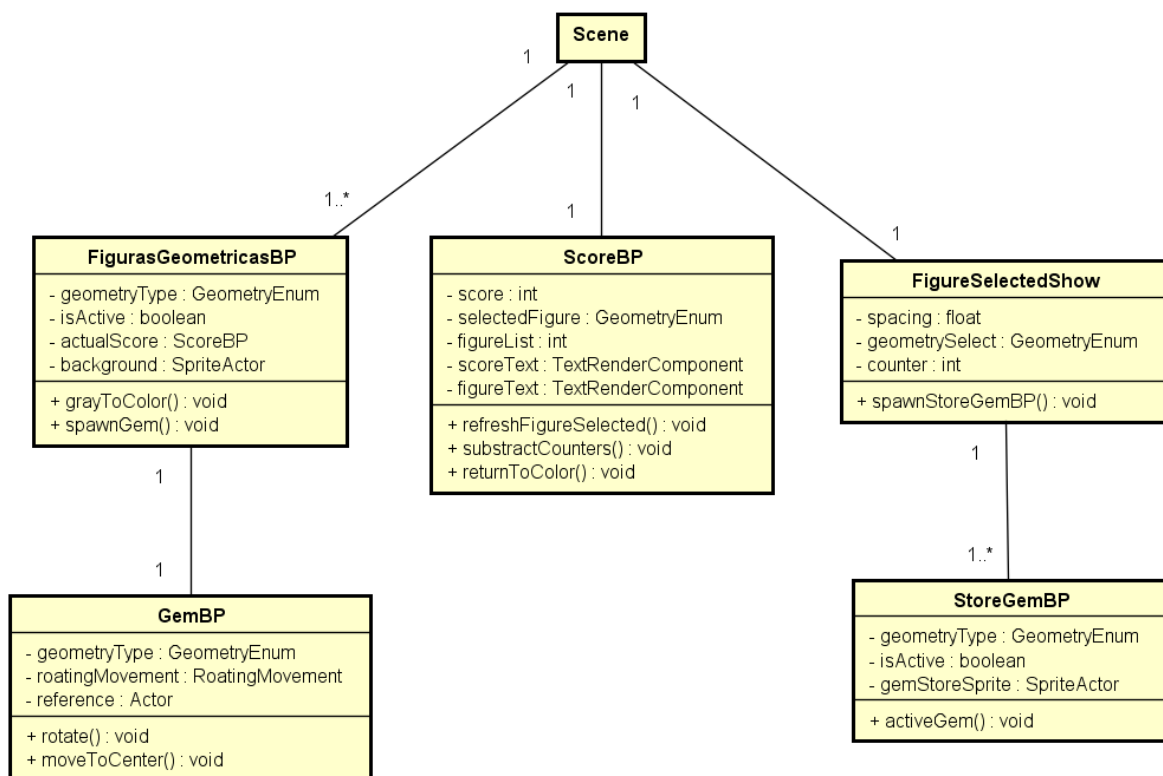 Scene
1
1
1
1..*
1
1
FigurasGeometricasBP
- geometryType : GeometryEnum
- isActive : boolean
- actualScore : ScoreBP
- background : SpriteActor
+ grayToColor() : void
+ spawnGem() : void
ScoreBP
- score : int
- selectedFigure : GeometryEnum
- figureList : int
- scoreText : TextRenderComponent
- figureText : TextRenderComponent
+ refreshFigureSelected() : void
+ substractCounters() : void
+ returnToColor() : void
FigureSelectedShow
- spacing : float
- geometrySelect : GeometryEnum
- counter : int
+ spawnStoreGemBP() : void
1
1
1
1..*
GemBP
- geometryType : GeometryEnum
- roatingMovement : RoatingMovement
- reference : Actor
+ rotate() : void
+ moveToCenter() : void
StoreGemBP
- geometryType : GeometryEnum
- isActive : boolean
- gemStoreSprite : SpriteActor
+ activeGem() : void